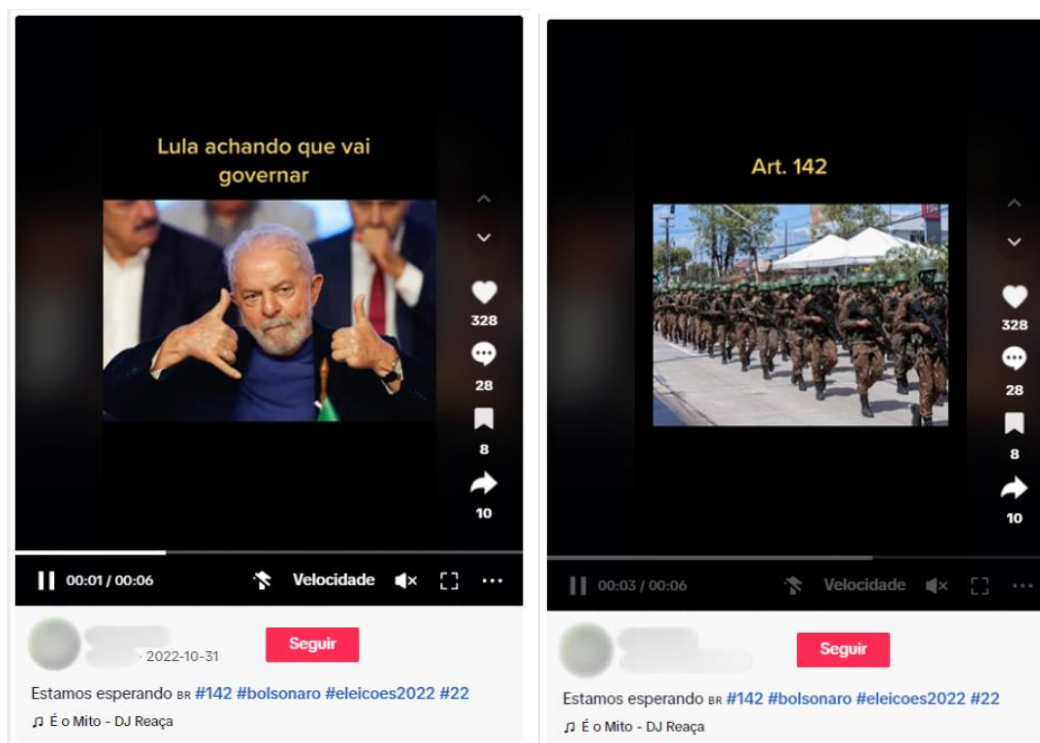 Lula achando que vai
governar
328
28
8
10
00:01 / 00:06
Velocidade
Seguir
· 2022-10-31
Estamos esperando BR #142 #bolsonaro #eleicoes2022 #22
♫ É o Mito - DJ Reaça
Art. 142
328
28
8
10
00:03 / 00:06
Velocidade
Seguir
Estamos esperando BR #142 #bolsonaro #eleicoes2022 #22
♫ É o Mito - DJ Reaça